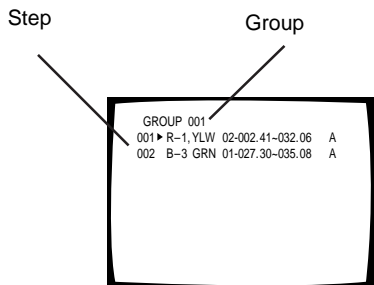 Step
Group
GROUP 001
001▶ R–1, YLW 02-002.41~032.06 A
002 B–3 GRN 01-027.30~035.08 A